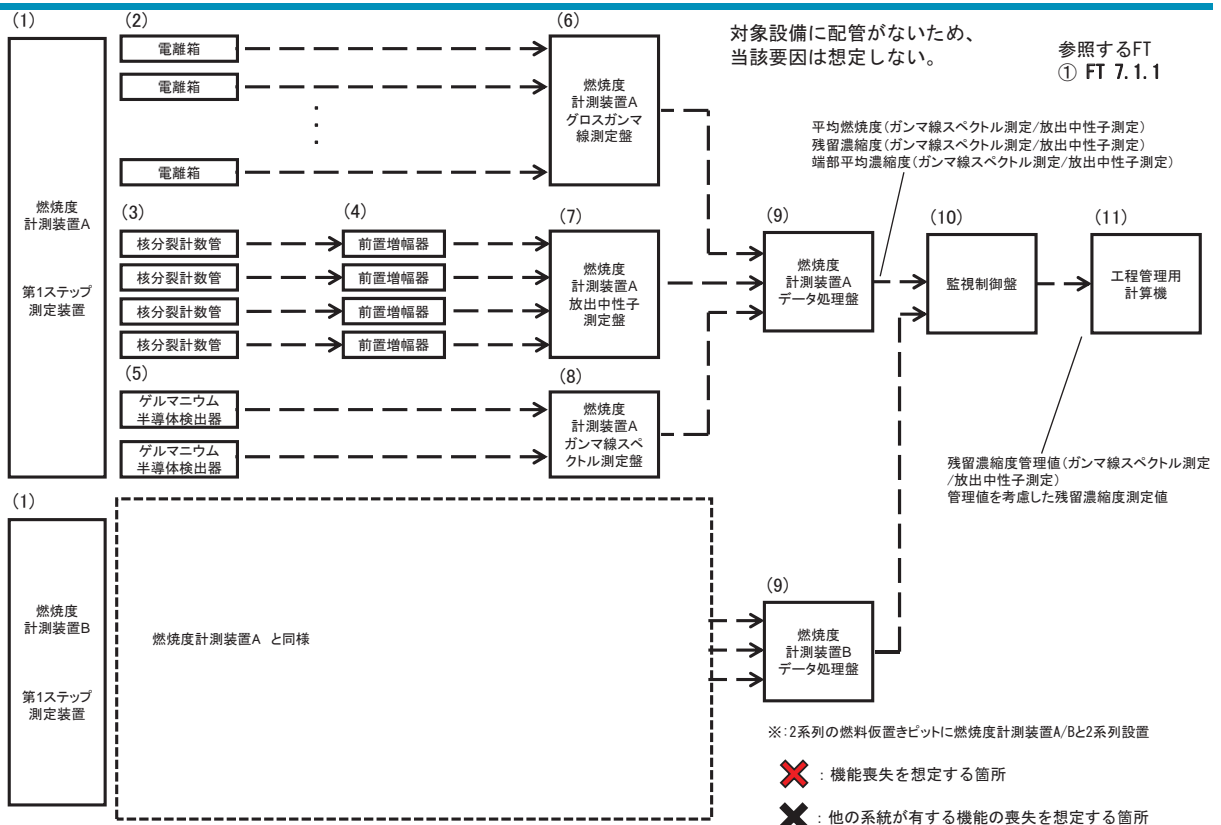 (1)
(2)
(6)
対象設備に配管がないため、
当該要因は想定しない。
参照するFT
① FT 7.1.1
電離箱
電離箱
電離箱
燃焼度
計測装置A
グロスガンマ
線測定盤
平均燃焼度(ガンマ線スペクトル測定/放出中性子測定)
残留濃縮度(ガンマ線スペクトル測定/放出中性子測定)
端部平均濃縮度(ガンマ線スペクトル測定/放出中性子測定)
燃焼度
計測装置A
第1ステップ
測定装置
(3)
(4)
(7)
(9)
(10)
(11)
核分裂計数管
前置増幅器
核分裂計数管
前置増幅器
核分裂計数管
前置増幅器
核分裂計数管
前置増幅器
燃焼度
計測装置A
放出中性子
測定盤
燃焼度
計測装置A
データ処理盤
監視制御盤
工程管理用
計算機
(5)
(8)
ゲルマニウム
半導体検出器
ゲルマニウム
半導体検出器
燃焼度
計測装置A
ガンマ線スペ
クトル測定盤
残留濃縮度管理値(ガンマ線スペクトル測定
/放出中性子測定)
管理値を考慮した残留濃縮度測定値
(1)
燃焼度
計測装置B
第1ステップ
測定装置
燃焼度計測装置A と同様
(9)
燃焼度
計測装置B
データ処理盤
※:2系列の燃料仮置きピットに燃焼度計測装置A/Bと2系列設置
:機能喪失を想定する箇所
:他の系統が有する機能の喪失を想定する箇所